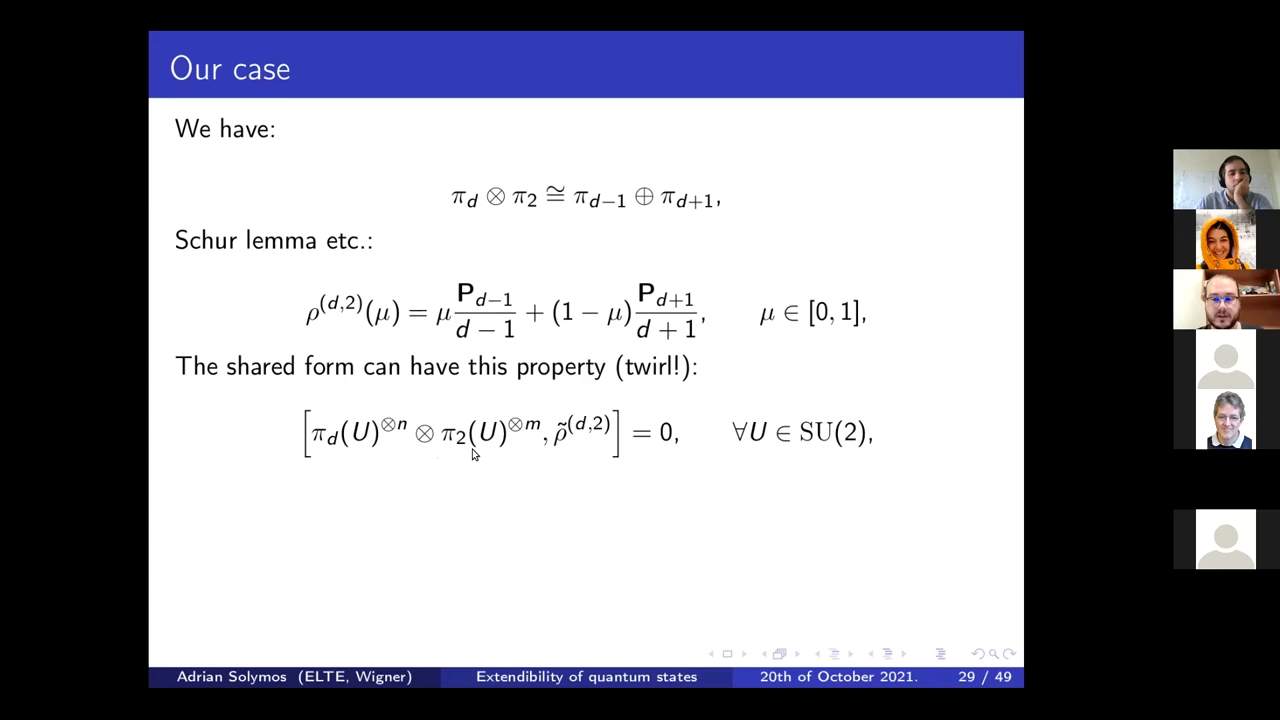 Our case
We have:
π_d ⊗ π_2 ≅ π_{d−1} ⊕ π_{d+1},
Schur lemma etc.:
ρ^{(d,2)}(μ) = μ \frac{P_{d−1}}{d − 1} + (1 − μ) \frac{P_{d+1}}{d + 1}, μ ∈ [0, 1],
The shared form can have this property (twirl!):
[π_d(U)^{⊗n} ⊗ π_2(U)^{⊗m}, ρ̃^{(d,2)}] = 0, ∀U ∈ SU(2),
Adrian Solymos (ELTE, Wigner) Extendibility of quantum states 20th of October 2021. 29 / 49